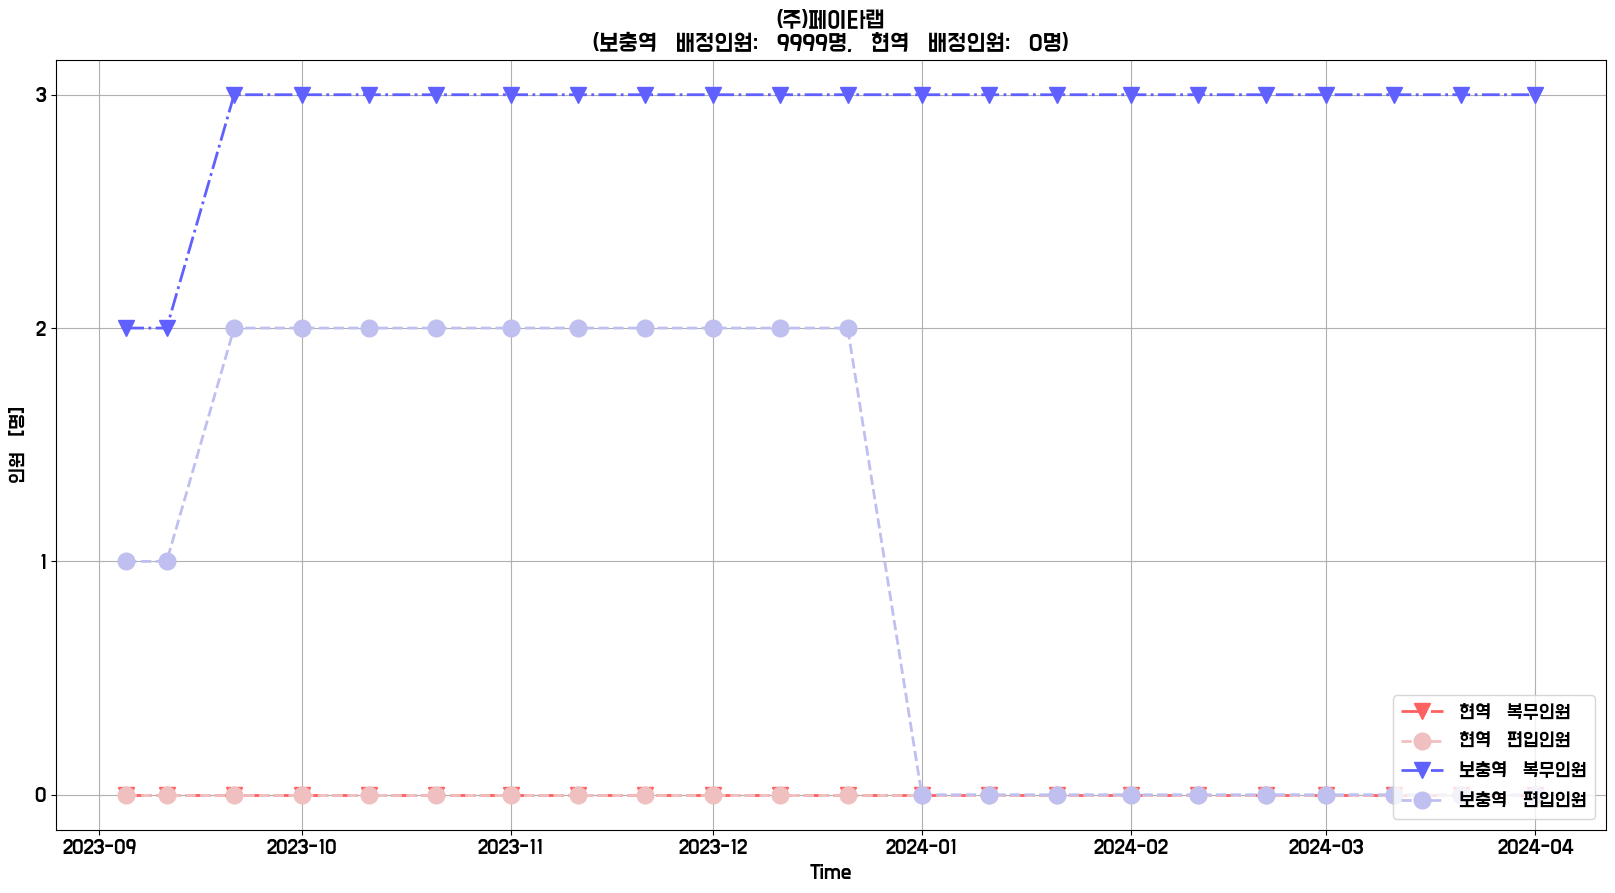 (주)페이타랩
(보충역 배정인원: 9999명, 현역 배정인원: 0명)
인원 [명]
3
2
1
0
현역 복무인원
현역 편입인원
보충역 복무인원
보충역 편입인원
2023-09 2023-10 2023-11 2023-12 2024-01 2024-02 2024-03 2024-04
Time